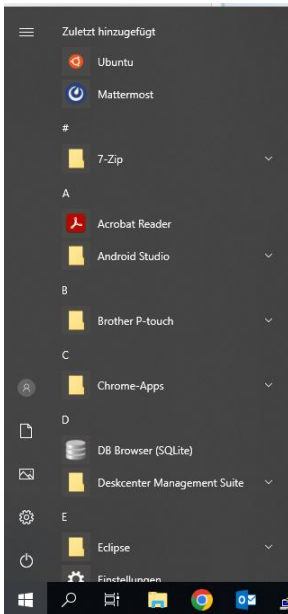 Zuletzt hinzugefügt
Ubuntu
Mattermost
#
7-Zip
A
Acrobat Reader
Android Studio
B
Brother P-touch
C
Chrome-Apps
D
DB Browser (SQLite)
Deskcenter Management Suite
E
Eclipse
Einstellungen